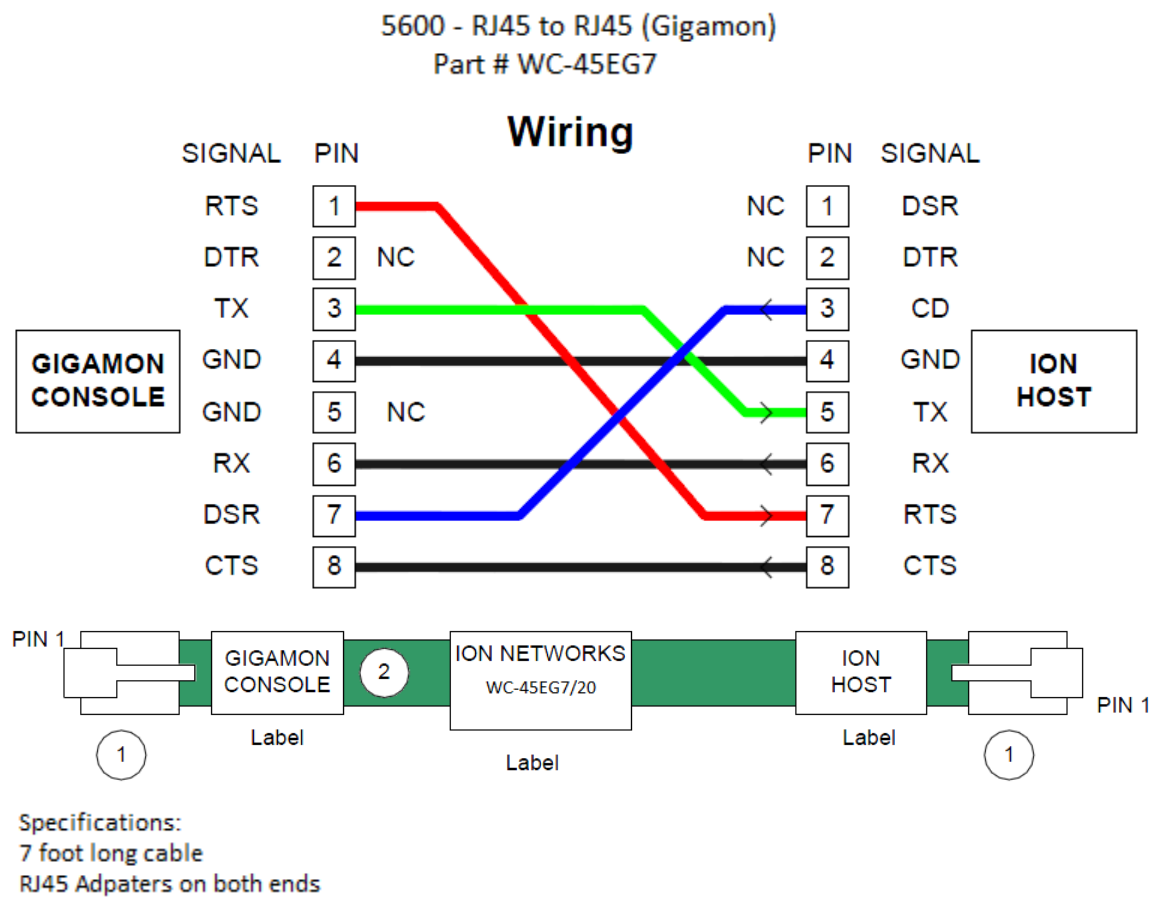 5600 - RJ45 to RJ45 (Gigamon)
Part # WC-45EG7
Wiring
SIGNAL PIN PIN SIGNAL
RTS 1 NC 1 DSR
DTR 2 NC NC 2 DTR
TX 3 3 CD
GND 4 4 GND
GND 5 NC 5 TX
RX 6 6 RX
DSR 7 7 RTS
CTS 8 8 CTS
GIGAMON
CONSOLE
ION
HOST
PIN 1
GIGAMON
CONSOLE
2
ION NETWORKS
WC-45EG7/20
ION
HOST
PIN 1
1
Label
Label
Label
1
Specifications:
7 foot long cable
RJ45 Adpaters on both ends